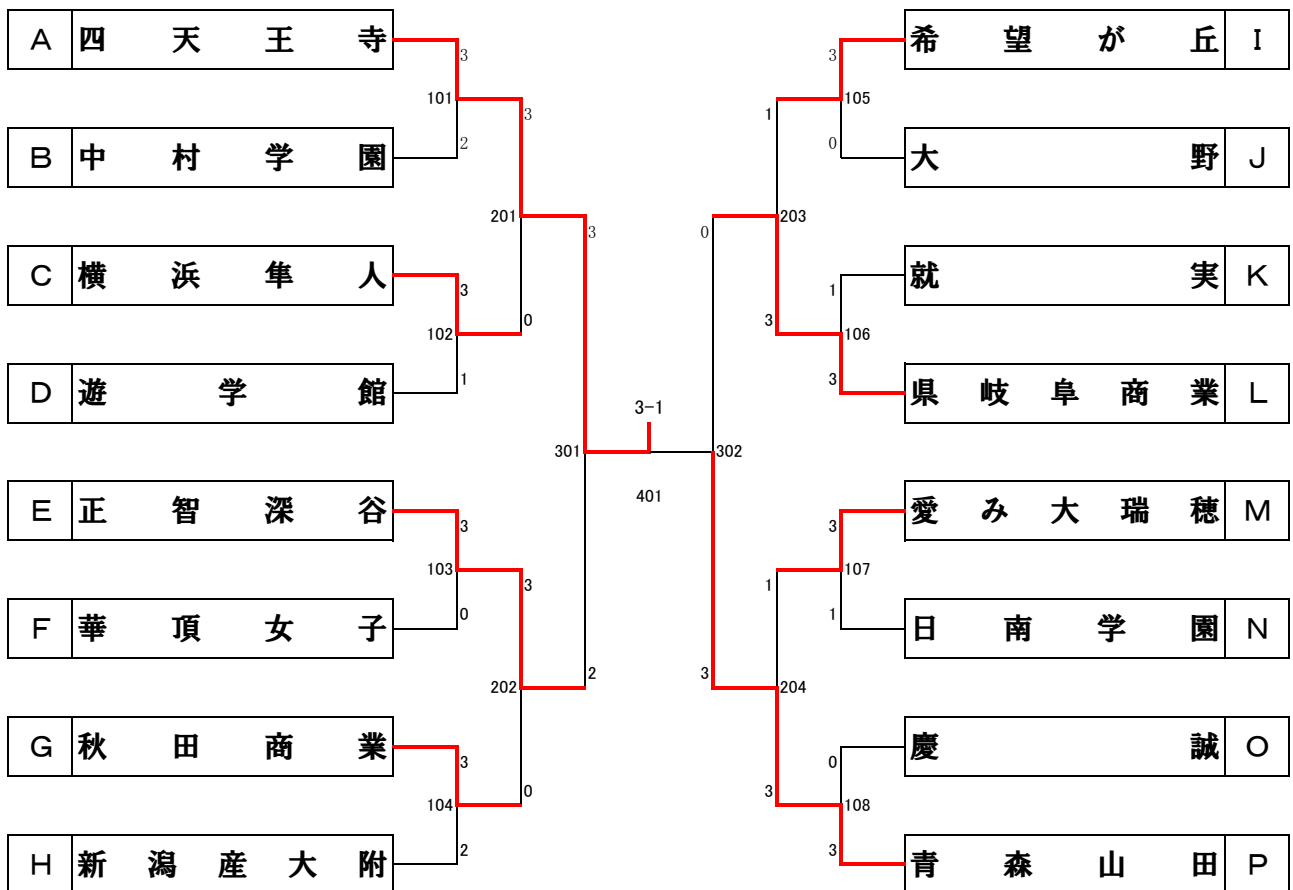 A 四天王寺 希望が丘 I
3 3
101 3 1 105
2 0
B 中村学園 大野 J
201 3 0 203
C 横浜隼人 就実 K
3 1
102 0 3 106
1 3
D 遊学館 県岐阜商業 L
3-1
301 302
401
E 正智深谷 愛み大瑞穂 M
3 3
103 3 1 107
0 1
F 華頂女子 日南学園 N
202 2 3 204
G 秋田商業 慶誠 O
3 0
104 0 3 108
2 3
H 新潟産大附 青森山田 P